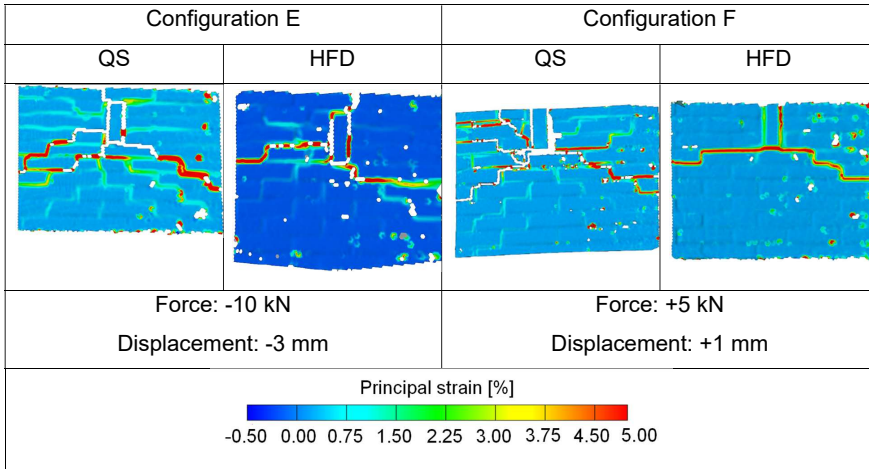 Configuration E Configuration F
QS HFD QS HFD
Force: -10 kN Force: +5 kN
Displacement: -3 mm Displacement: +1 mm
Principal strain [%]
-0.50 0.00 0.75 1.50 2.25 3.00 3.75 4.50 5.00